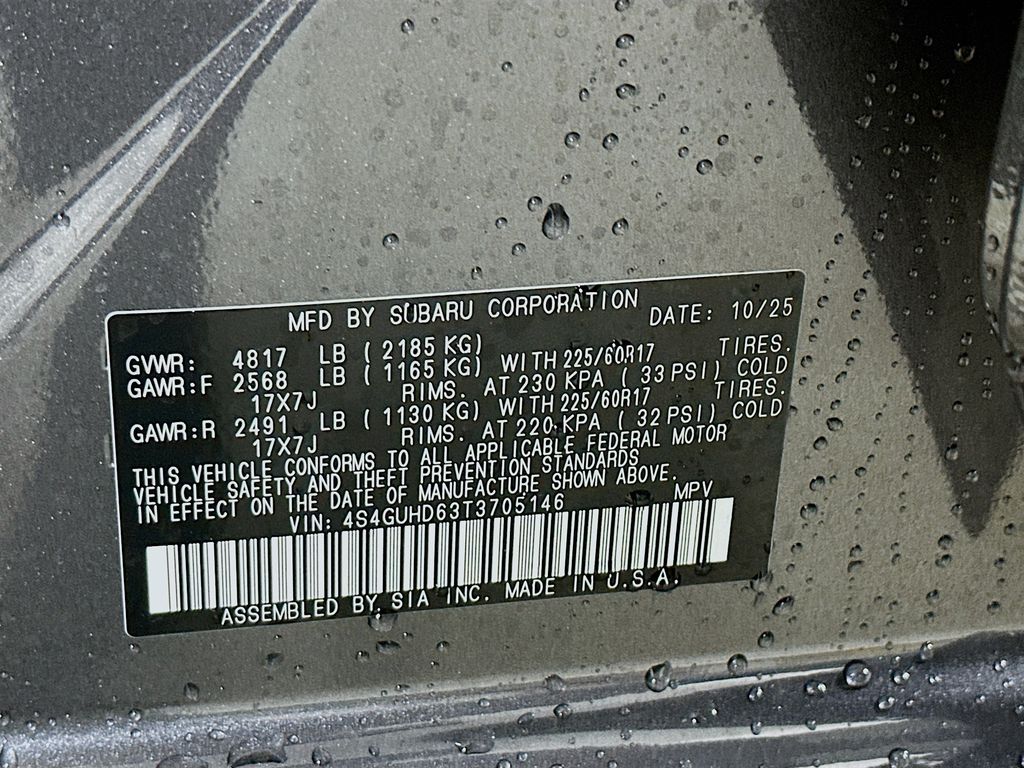 MFD BY SUBARU CORPORATION DATE: 10/25
GVWR: 4817 LB ( 2185 KG)
GAWR:F 2568 LB ( 1165 KG) WITH 225/60R17 TIRES.
17X7J RIMS. AT 230 KPA ( 33 PSI) COLD
GAWR:R 2491 LB ( 1130 KG) WITH 225/60R17 TIRES.
17X7J RIMS. AT 220 KPA ( 32 PSI) COLD
THIS VEHICLE CONFORMS TO ALL APPLICABLE FEDERAL MOTOR
VEHICLE SAFETY AND THEFT PREVENTION STANDARDS
IN EFFECT ON THE DATE OF MANUFACTURE SHOWN ABOVE.
VIN: 4S4GUHD63T3705146 MPV
ASSEMBLED BY SIA INC. MADE IN U.S.A.